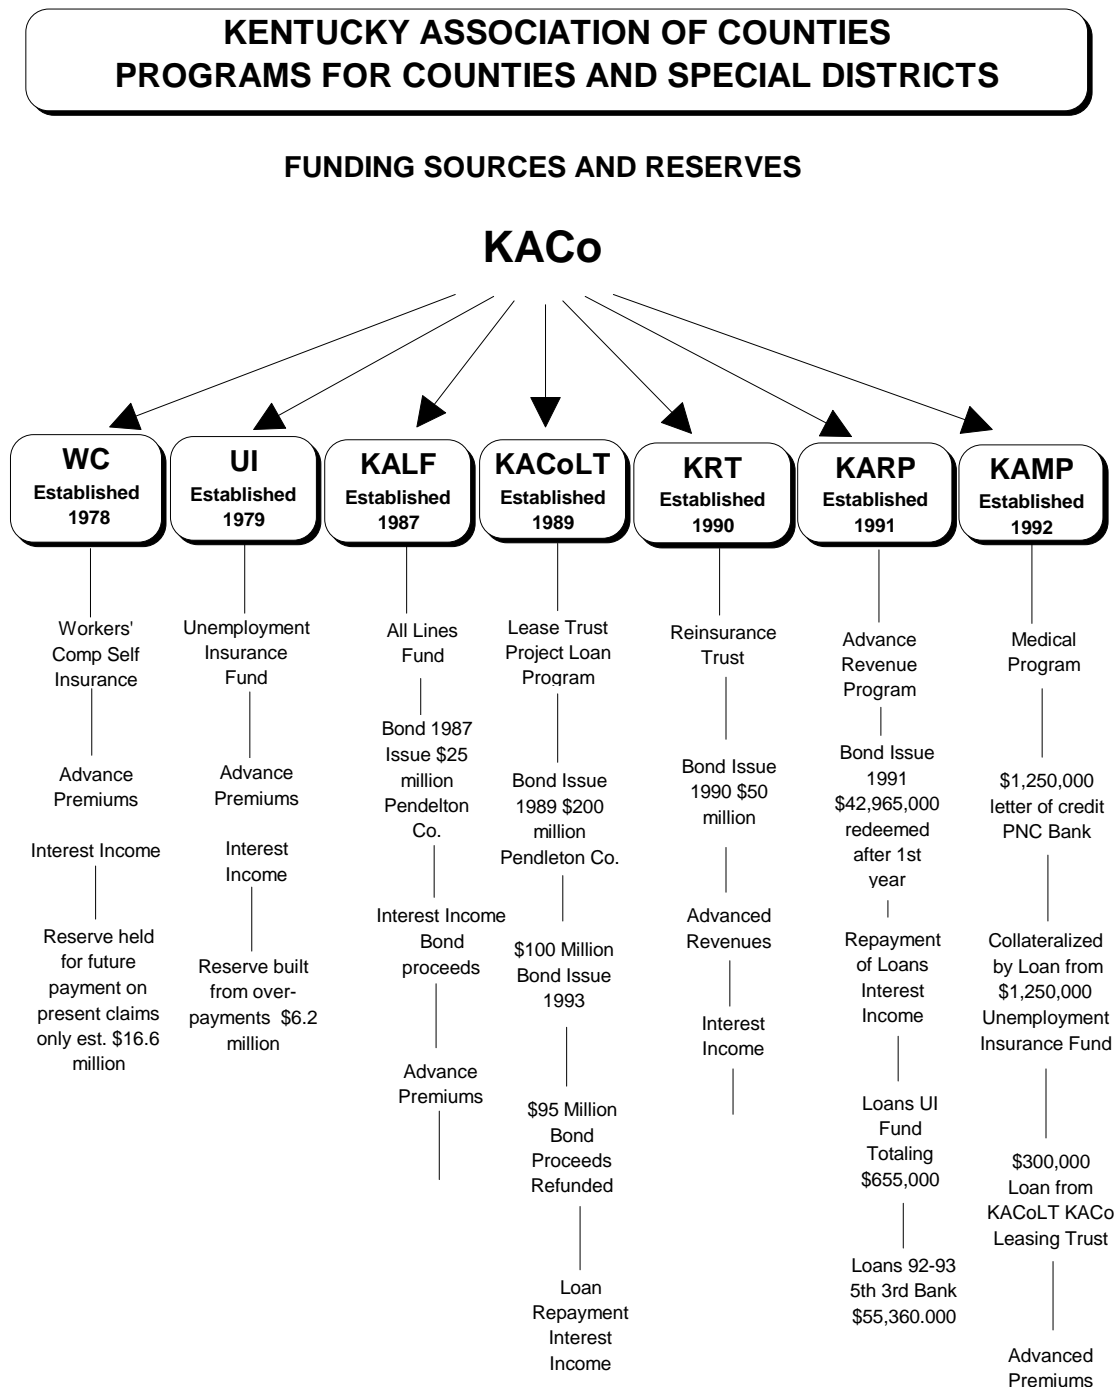 KENTUCKY ASSOCIATION OF COUNTIES
PROGRAMS FOR COUNTIES AND SPECIAL DISTRICTS
FUNDING SOURCES AND RESERVES
KACo
WC
Established
1978
Workers'
Comp Self
Insurance
Advance
Premiums
Interest Income
Reserve held
for future
payment on
present claims
only est. $16.6
million
UI
Established
1979
Unemployment
Insurance
Fund
Advance
Premiums
Interest
Income
Reserve built
from over-
payments $6.2
million
KALF
Established
1987
All Lines
Fund
Bond 1987
Issue $25
million
Pendelton
Co.
Interest Income
Bond
proceeds
Advance
Premiums
KACoLT
Established
1989
Lease Trust
Project Loan
Program
Bond Issue
1989 $200
million
Pendleton Co.
$100 Million
Bond Issue
1993
$95 Million
Bond
Proceeds
Refunded
Loan
Repayment
Interest
Income
KRT
Established
1990
Reinsurance
Trust
Bond Issue
1990 $50
million
Advanced
Revenues
Interest
Income
KARP
Established
1991
Advance
Revenue
Program
Bond Issue
1991
$42,965,000
redeemed
after 1st
year
Repayment
of Loans
Interest
Income
Loans UI
Fund
Totaling
$655,000
Loans 92-93
5th 3rd Bank
$55,360.000
KAMP
Established
1992
Medical
Program
$1,250,000
letter of credit
PNC Bank
Collateralized
by Loan from
$1,250,000
Unemployment
Insurance Fund
$300,000
Loan from
KACoLT KACo
Leasing Trust
Advanced
Premiums